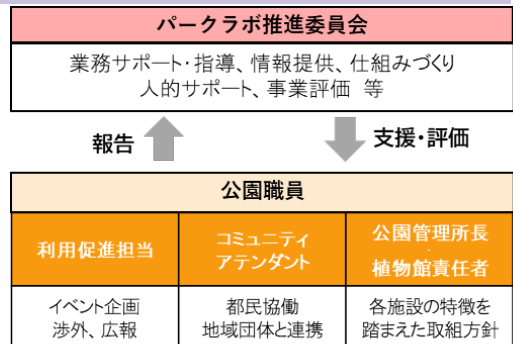 パークラボ推進委員会
業務サポート・指導、情報提供、仕組みづくり
人的サポート、事業評価 等
報告
支援・評価
公園職員
利用促進担当
コミュニティ
アテンダント
公園管理所長
・
植物館責任者
イベント企画
渉外、広報
都民協働
地域団体と連携
各施設の特徴を
踏まえた取組方針